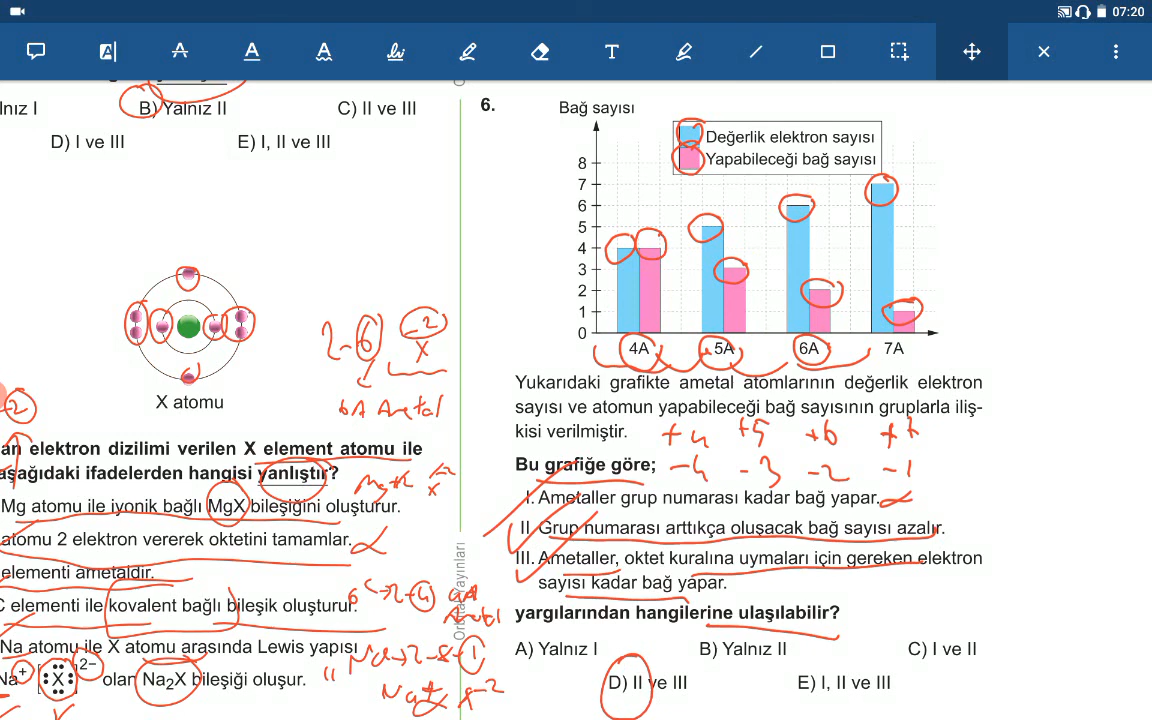 07:20
T
lnız I
B) Yalnız II
C) II ve III
D) I ve III
E) I, II ve III
X atomu
2-6
-2
X
6A Ametal
an elektron dizilimi verilen X element atomu ile
aşağıdaki ifadelerden hangisi yanlıştır?
Mg atomu ile iyonik bağlı MgX bileşiğini oluşturur.
atomu 2 elektron vererek oktetini tamamlar.
elementi ametaldir.
C elementi ile kovalent bağlı bileşik oluşturur.
Na atomu ile X atomu arasında Lewis yapısı
Na+ [X]2− olan Na2X bileşiği oluşur.
6.
Bağ sayısı
Değerlik elektron sayısı
Yapabileceği bağ sayısı
8
7
6
5
4
3
2
1
0
4A 5A 6A 7A
Yukarıdaki grafikte ametal atomlarının değerlik elektron
sayısı ve atomun yapabileceği bağ sayısının gruplarla iliş-
kisi verilmiştir.
+4 +5 +6 +7
-4 -3 -2 -1
Bu grafiğe göre;
I. Ametaller grup numarası kadar bağ yapar.
II. Grup numarası arttıkça oluşacak bağ sayısı azalır.
III. Ametaller, oktet kuralına uymaları için gereken elektron
sayısı kadar bağ yapar.
yargılarından hangilerine ulaşılabilir?
A) Yalnız I
B) Yalnız II
C) I ve II
D) II ve III
E) I, II ve III